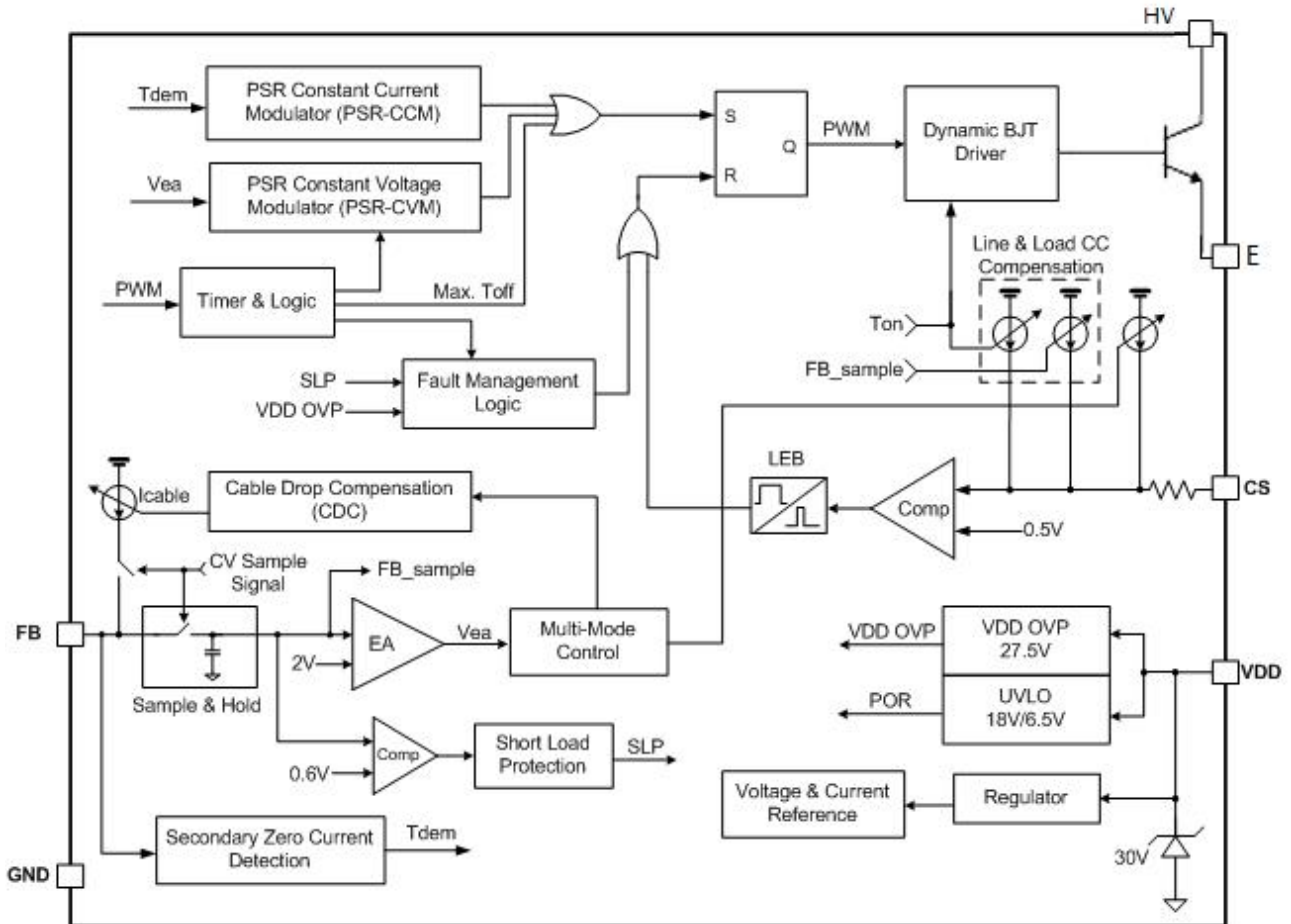 HV
Tdem
PSR Constant Current
Modulator (PSR-CCM)
S
Q
R
PWM
Dynamic BJT
Driver
Vea
PSR Constant Voltage
Modulator (PSR-CVM)
E
Line & Load CC
Compensation
PWM
Timer & Logic
Max. Toff
Ton
FB_sample
SLP
VDD OVP
Fault Management
Logic
LEB
Icable
Cable Drop Compensation
(CDC)
Comp
0.5V
CS
CV Sample
Signal
FB_sample
FB
EA
2V
Vea
Multi-Mode
Control
Sample & Hold
VDD OVP
VDD OVP
27.5V
VDD
POR
UVLO
18V/6.5V
Comp
0.6V
Short Load
Protection
SLP
Voltage & Current
Reference
Regulator
30V
Secondary Zero Current
Detection
Tdem
GND